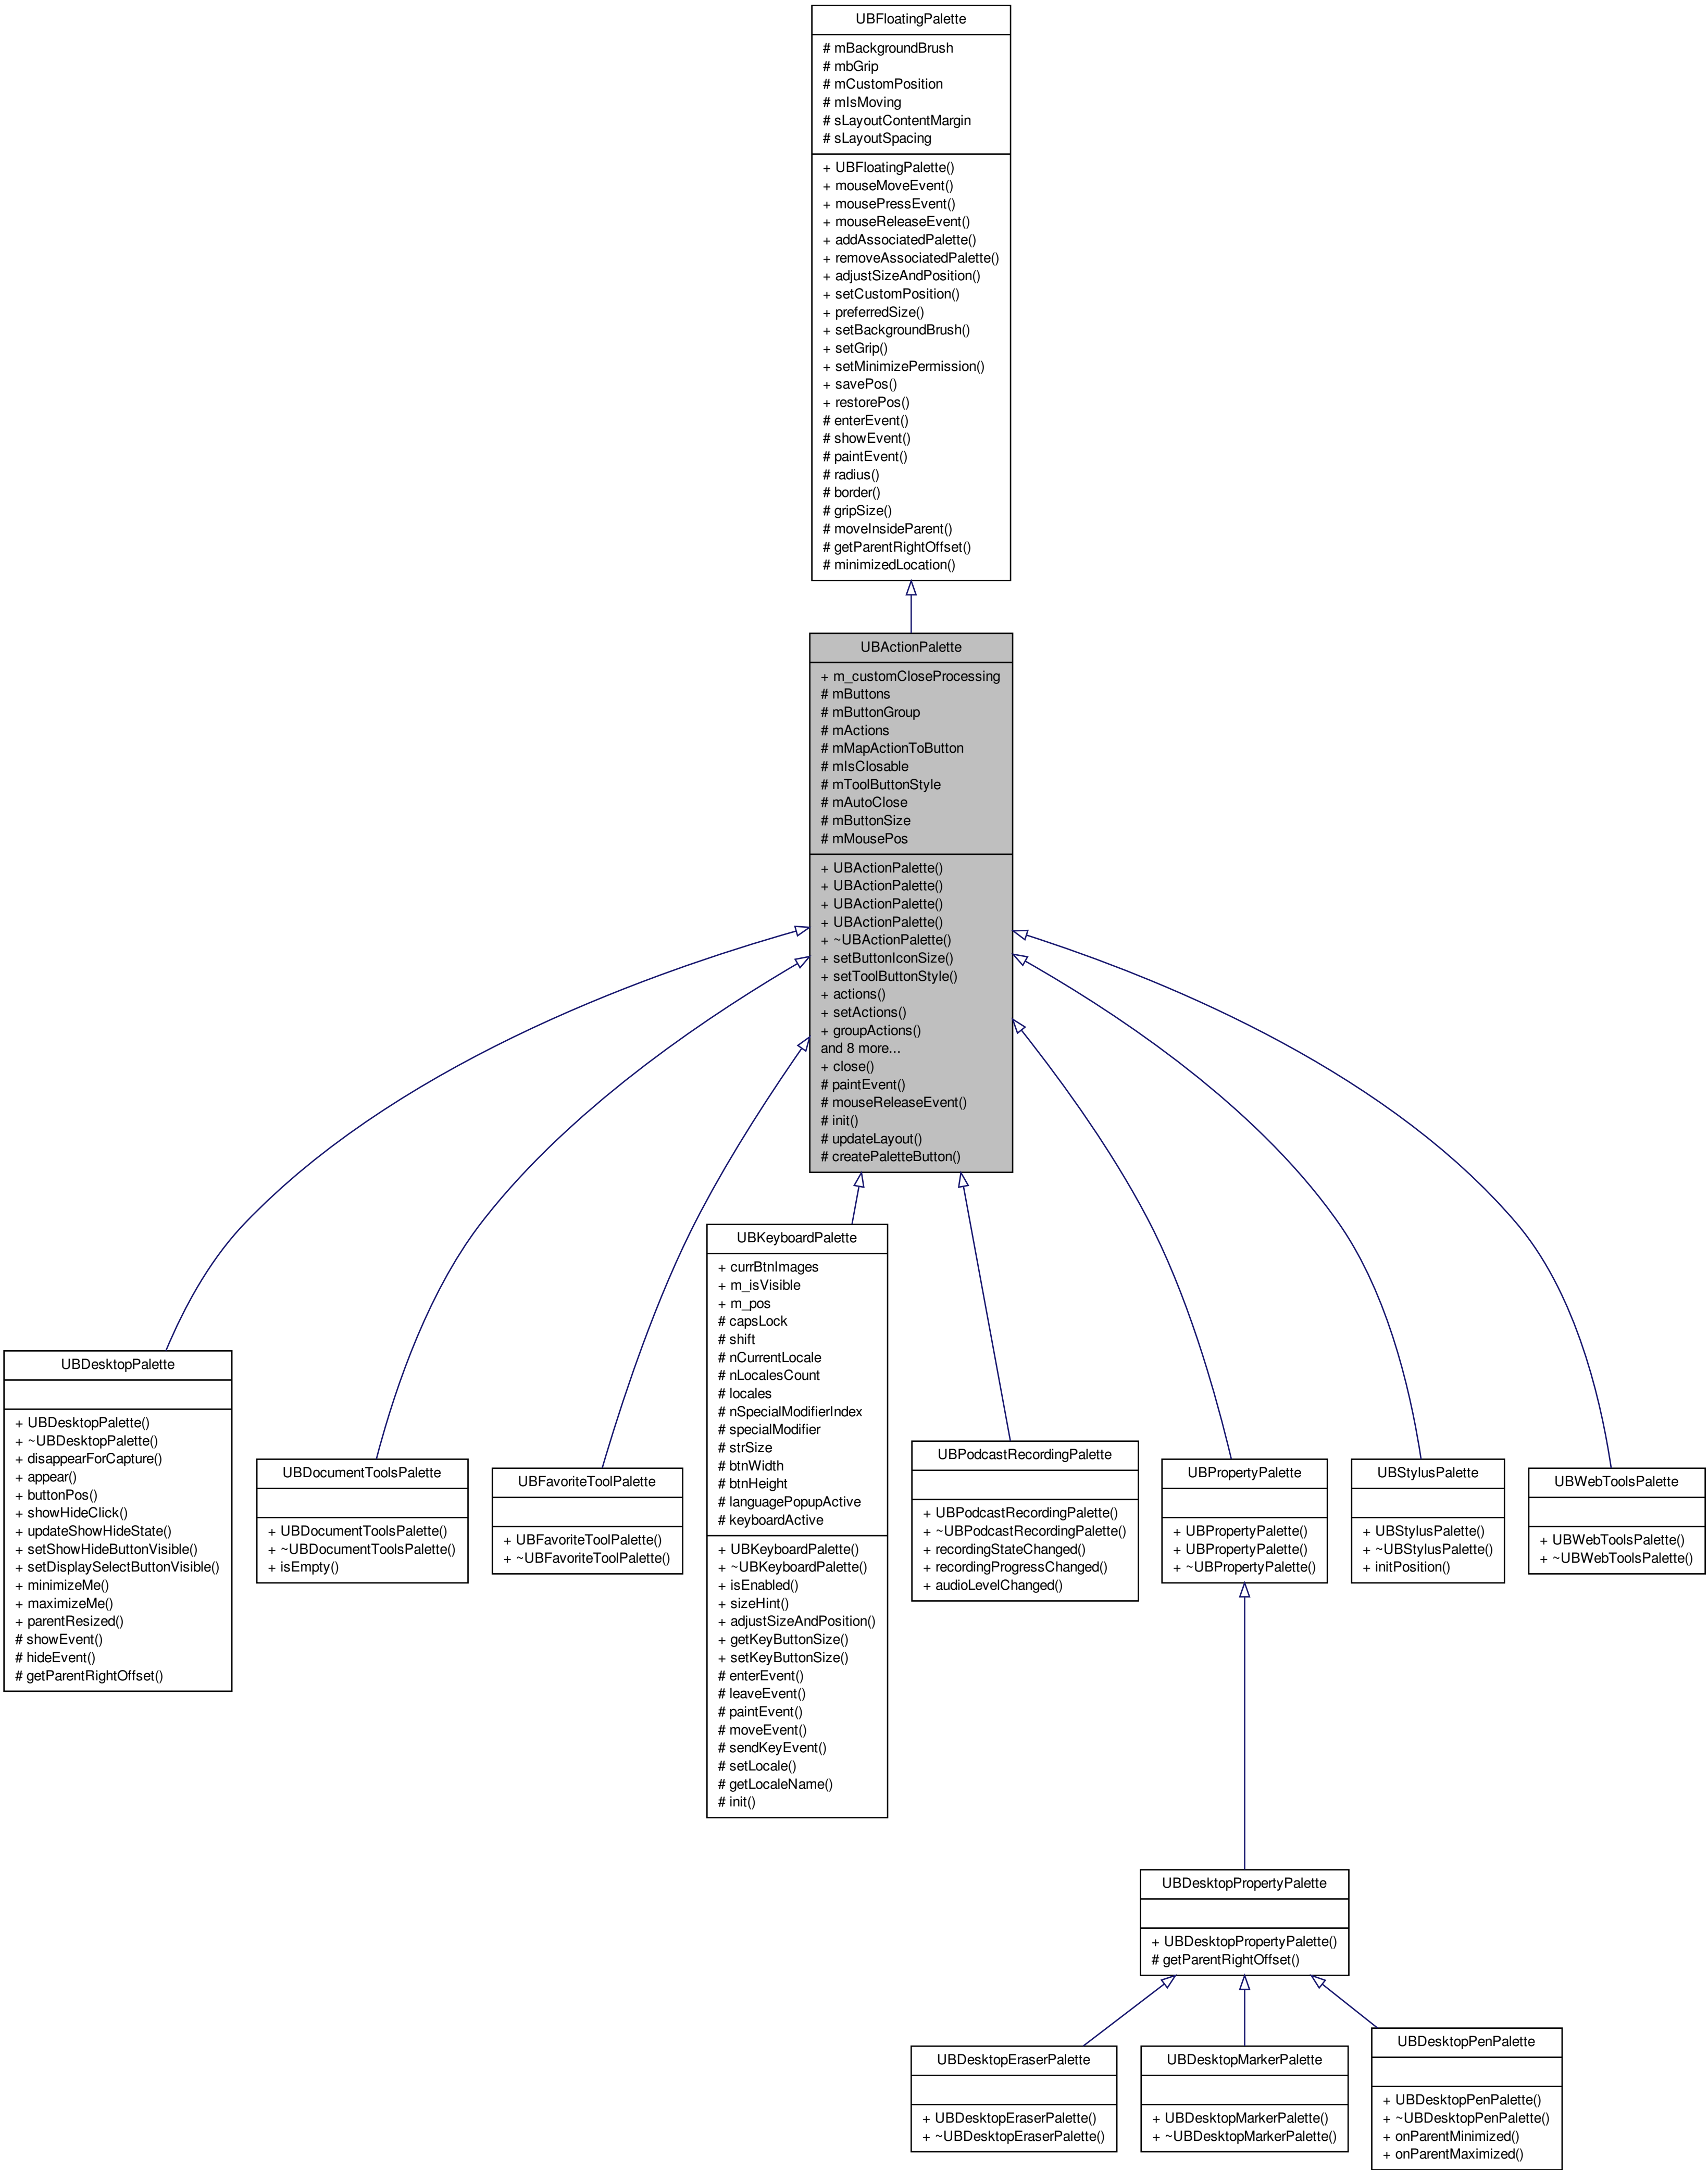 UBFloatingPalette
# mBackgroundBrush
# mbGrip
# mCustomPosition
# mIsMoving
# sLayoutContentMargin
# sLayoutSpacing
+ UBFloatingPalette()
+ mouseMoveEvent()
+ mousePressEvent()
+ mouseReleaseEvent()
+ addAssociatedPalette()
+ removeAssociatedPalette()
+ adjustSizeAndPosition()
+ setCustomPosition()
+ preferredSize()
+ setBackgroundBrush()
+ setGrip()
+ setMinimizePermission()
+ savePos()
+ restorePos()
# enterEvent()
# showEvent()
# paintEvent()
# radius()
# border()
# gripSize()
# moveInsideParent()
# getParentRightOffset()
# minimizedLocation()
UBActionPalette
+ m_customCloseProcessing
# mButtons
# mButtonGroup
# mActions
# mMapActionToButton
# mIsClosable
# mToolButtonStyle
# mAutoClose
# mButtonSize
# mMousePos
+ UBActionPalette()
+ UBActionPalette()
+ UBActionPalette()
+ UBActionPalette()
+ ~UBActionPalette()
+ setButtonIconSize()
+ setToolButtonStyle()
+ actions()
+ setActions()
+ groupActions()
and 8 more...
+ close()
# paintEvent()
# mouseReleaseEvent()
# init()
# updateLayout()
# createPaletteButton()
UBDesktopPalette
+ UBDesktopPalette()
+ ~UBDesktopPalette()
+ disappearForCapture()
+ appear()
+ buttonPos()
+ showHideClick()
+ updateShowHideState()
+ setShowHideButtonVisible()
+ setDisplaySelectButtonVisible()
+ minimizeMe()
+ maximizeMe()
+ parentResized()
# showEvent()
# hideEvent()
# getParentRightOffset()
UBDocumentToolsPalette
+ UBDocumentToolsPalette()
+ ~UBDocumentToolsPalette()
+ isEmpty()
UBFavoriteToolPalette
+ UBFavoriteToolPalette()
+ ~UBFavoriteToolPalette()
UBKeyboardPalette
+ currBtnImages
+ m_isVisible
+ m_pos
# capsLock
# shift
# nCurrentLocale
# nLocalesCount
# locales
# nSpecialModifierIndex
# specialModifier
# strSize
# btnWidth
# btnHeight
# languagePopupActive
# keyboardActive
+ UBKeyboardPalette()
+ ~UBKeyboardPalette()
+ isEnabled()
+ sizeHint()
+ adjustSizeAndPosition()
+ getKeyButtonSize()
+ setKeyButtonSize()
# enterEvent()
# leaveEvent()
# paintEvent()
# moveEvent()
# sendKeyEvent()
# setLocale()
# getLocaleName()
# init()
UBPodcastRecordingPalette
+ UBPodcastRecordingPalette()
+ ~UBPodcastRecordingPalette()
+ recordingStateChanged()
+ recordingProgressChanged()
+ audioLevelChanged()
UBPropertyPalette
+ UBPropertyPalette()
+ UBPropertyPalette()
+ ~UBPropertyPalette()
UBStylusPalette
+ UBStylusPalette()
+ ~UBStylusPalette()
+ initPosition()
UBWebToolsPalette
+ UBWebToolsPalette()
+ ~UBWebToolsPalette()
UBDesktopPropertyPalette
+ UBDesktopPropertyPalette()
# getParentRightOffset()
UBDesktopEraserPalette
+ UBDesktopEraserPalette()
+ ~UBDesktopEraserPalette()
UBDesktopMarkerPalette
+ UBDesktopMarkerPalette()
+ ~UBDesktopMarkerPalette()
UBDesktopPenPalette
+ UBDesktopPenPalette()
+ ~UBDesktopPenPalette()
+ onParentMinimized()
+ onParentMaximized()